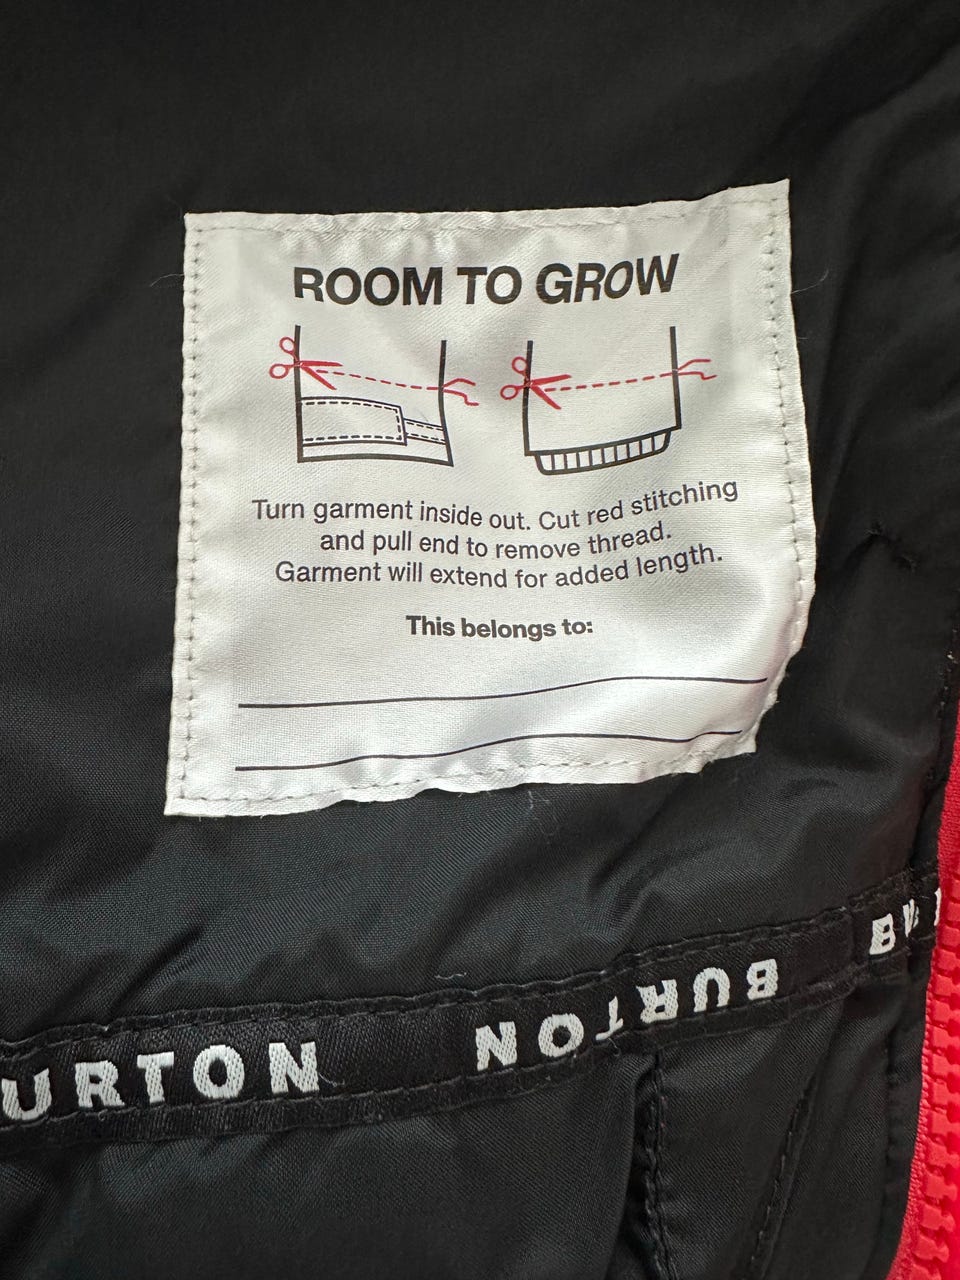 ROOM TO GROW
Turn garment inside out. Cut red stitching
and pull end to remove thread.
Garment will extend for added length.
This belongs to:
URTON BURTON B